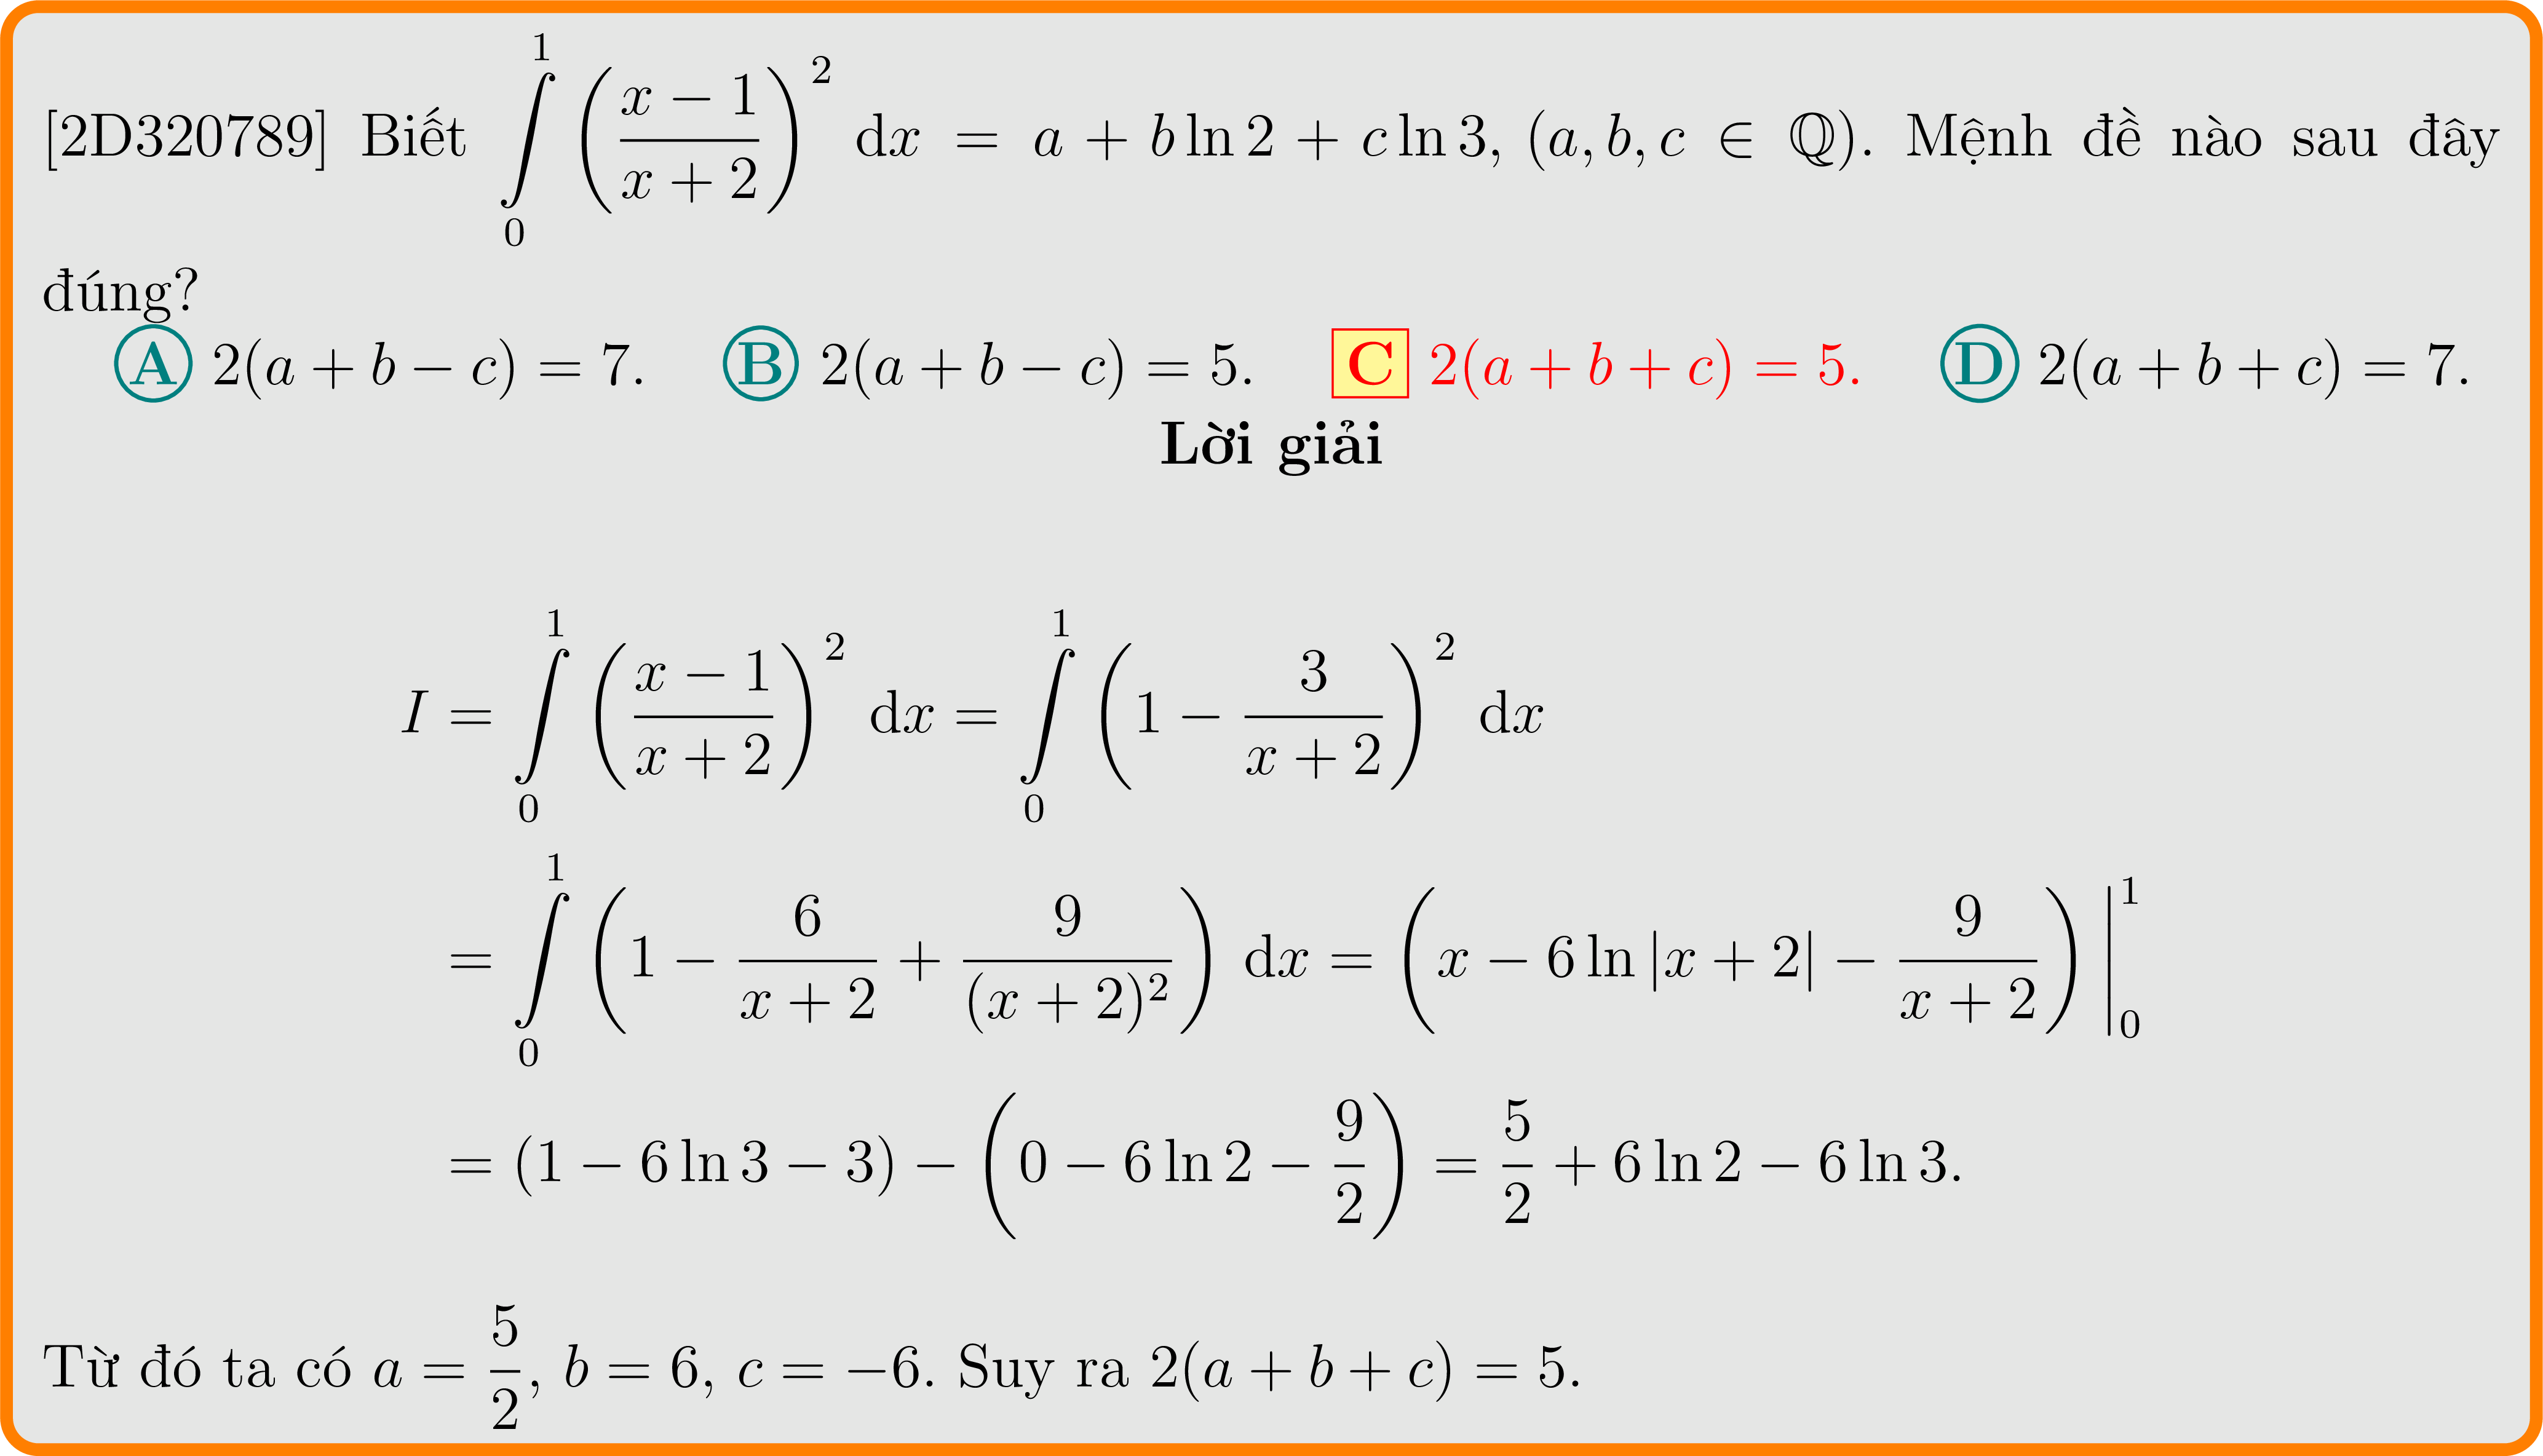 [2D320789] Biết $\int\limits_0^1 \left(\frac{x-1}{x+2}\right)^2 \mathrm{d}x = a + b\ln 2 + c\ln 3, (a, b, c \in \mathbb{Q})$. Mệnh đề nào sau đây
đúng?
A $2(a + b - c) = 7.$ B $2(a + b - c) = 5.$ C $2(a + b + c) = 5.$ D $2(a + b + c) = 7.$
Lời giải
$I = \int\limits_0^1 \left(\frac{x-1}{x+2}\right)^2 \mathrm{d}x = \int\limits_0^1 \left(1 - \frac{3}{x+2}\right)^2 \mathrm{d}x$
$= \int\limits_0^1 \left(1 - \frac{6}{x+2} + \frac{9}{(x+2)^2}\right) \mathrm{d}x = \left(x - 6\ln|x+2| - \frac{9}{x+2}\right)\Big|_0^1$
$= (1 - 6\ln 3 - 3) - \left(0 - 6\ln 2 - \frac{9}{2}\right) = \frac{5}{2} + 6\ln 2 - 6\ln 3.$
Từ đó ta có $a = \frac{5}{2}, b = 6, c = -6$. Suy ra $2(a + b + c) = 5.$